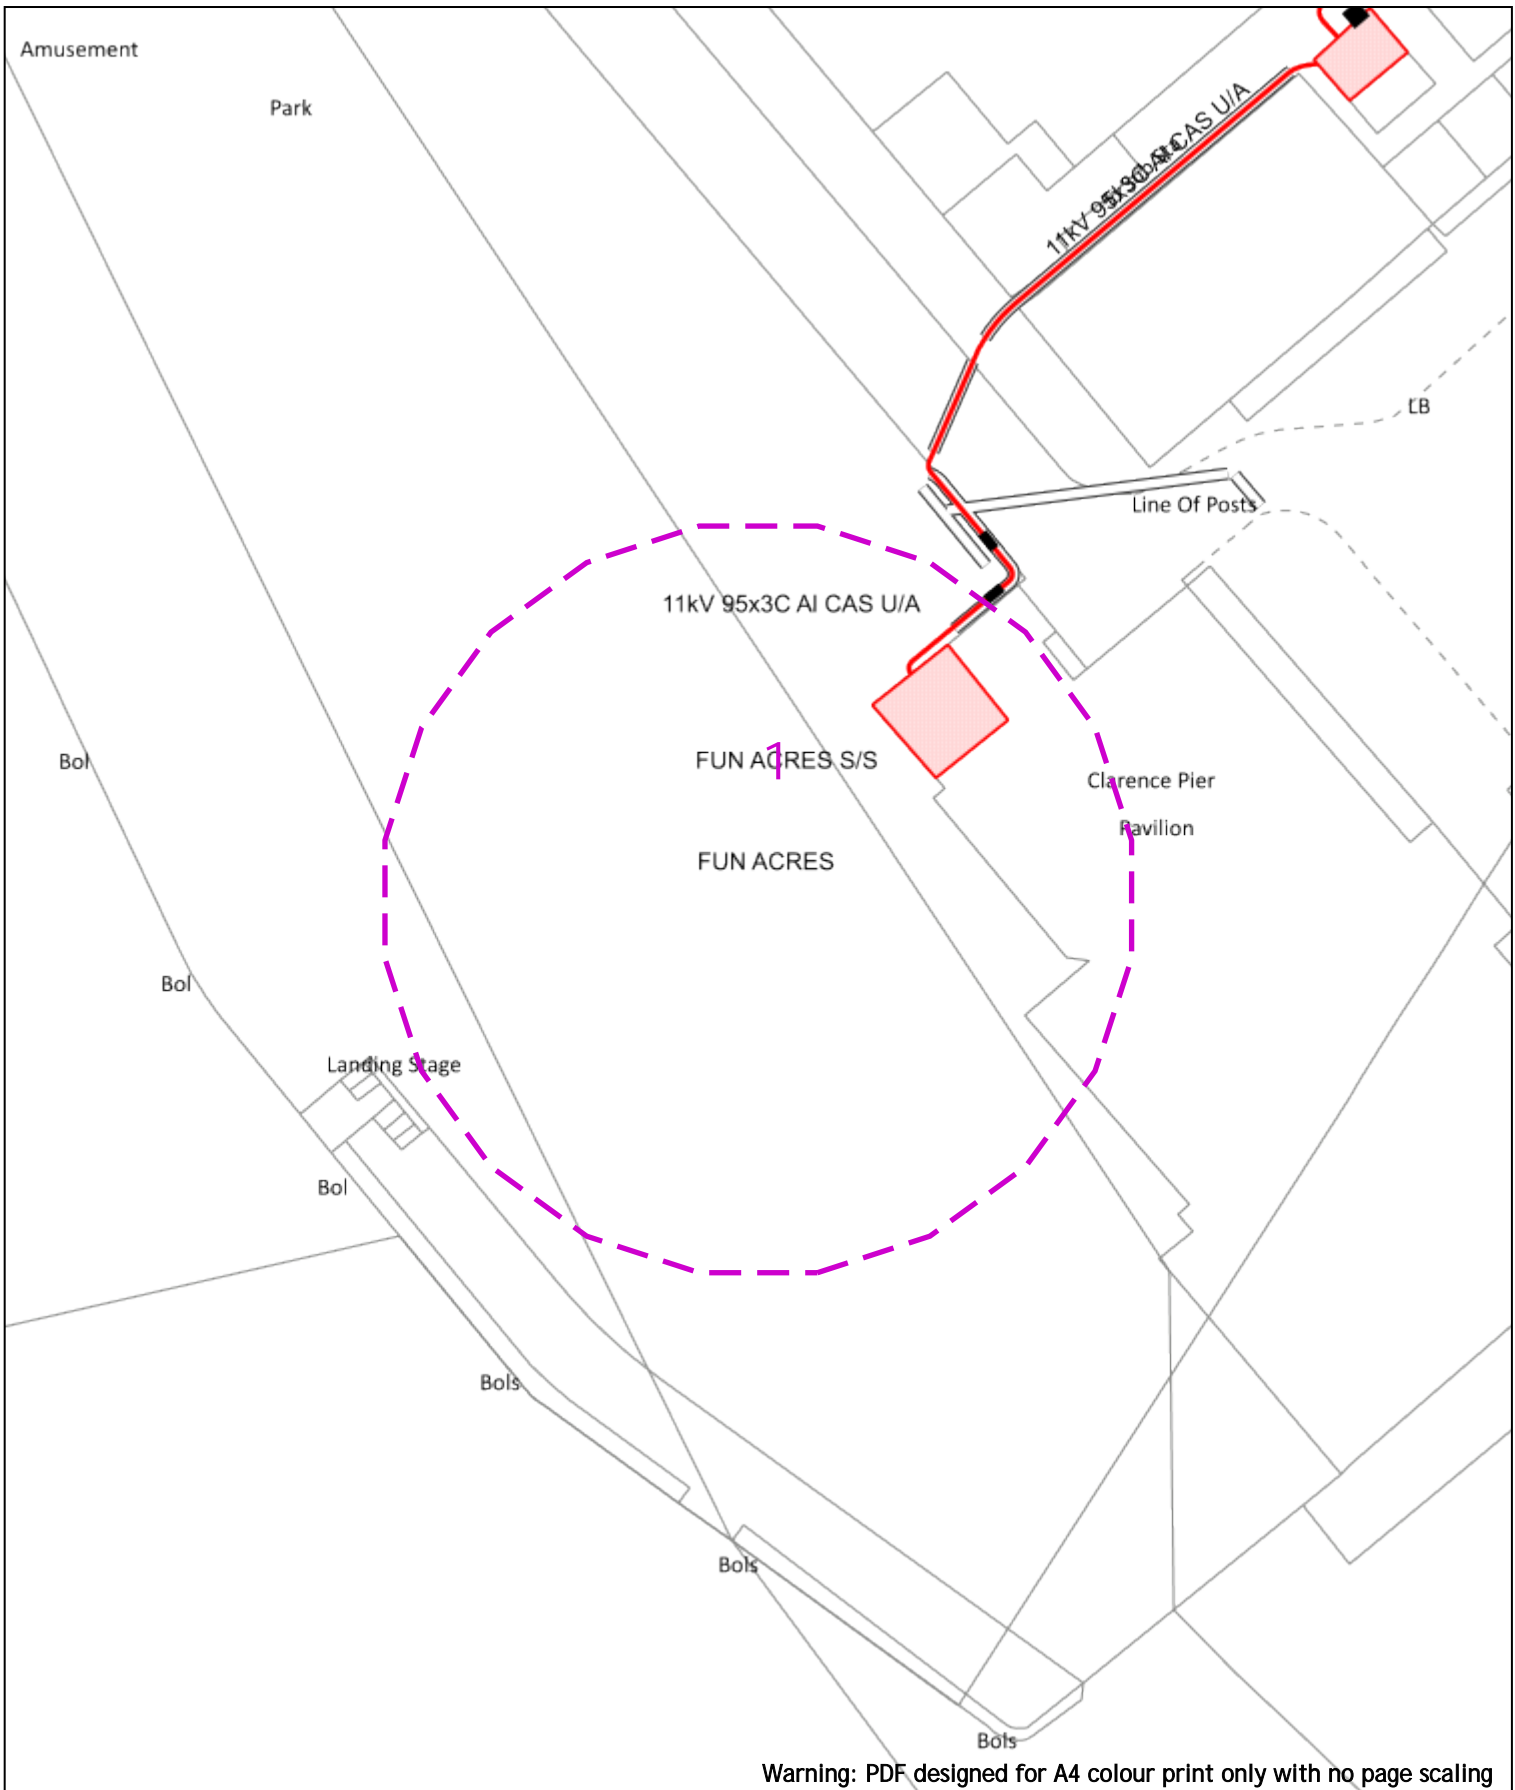 Amusement
Park
11kV 95x3C Al CAS U/A
LB
Line Of Posts
11kV 95x3C Al CAS U/A
1
FUN ACRES S/S
Bol
Clarence Pier
Pavilion
FUN ACRES
Bol
Landing Stage
Bol
Bols
Bols
Bols
Warning: PDF designed for A4 colour print only with no page scaling